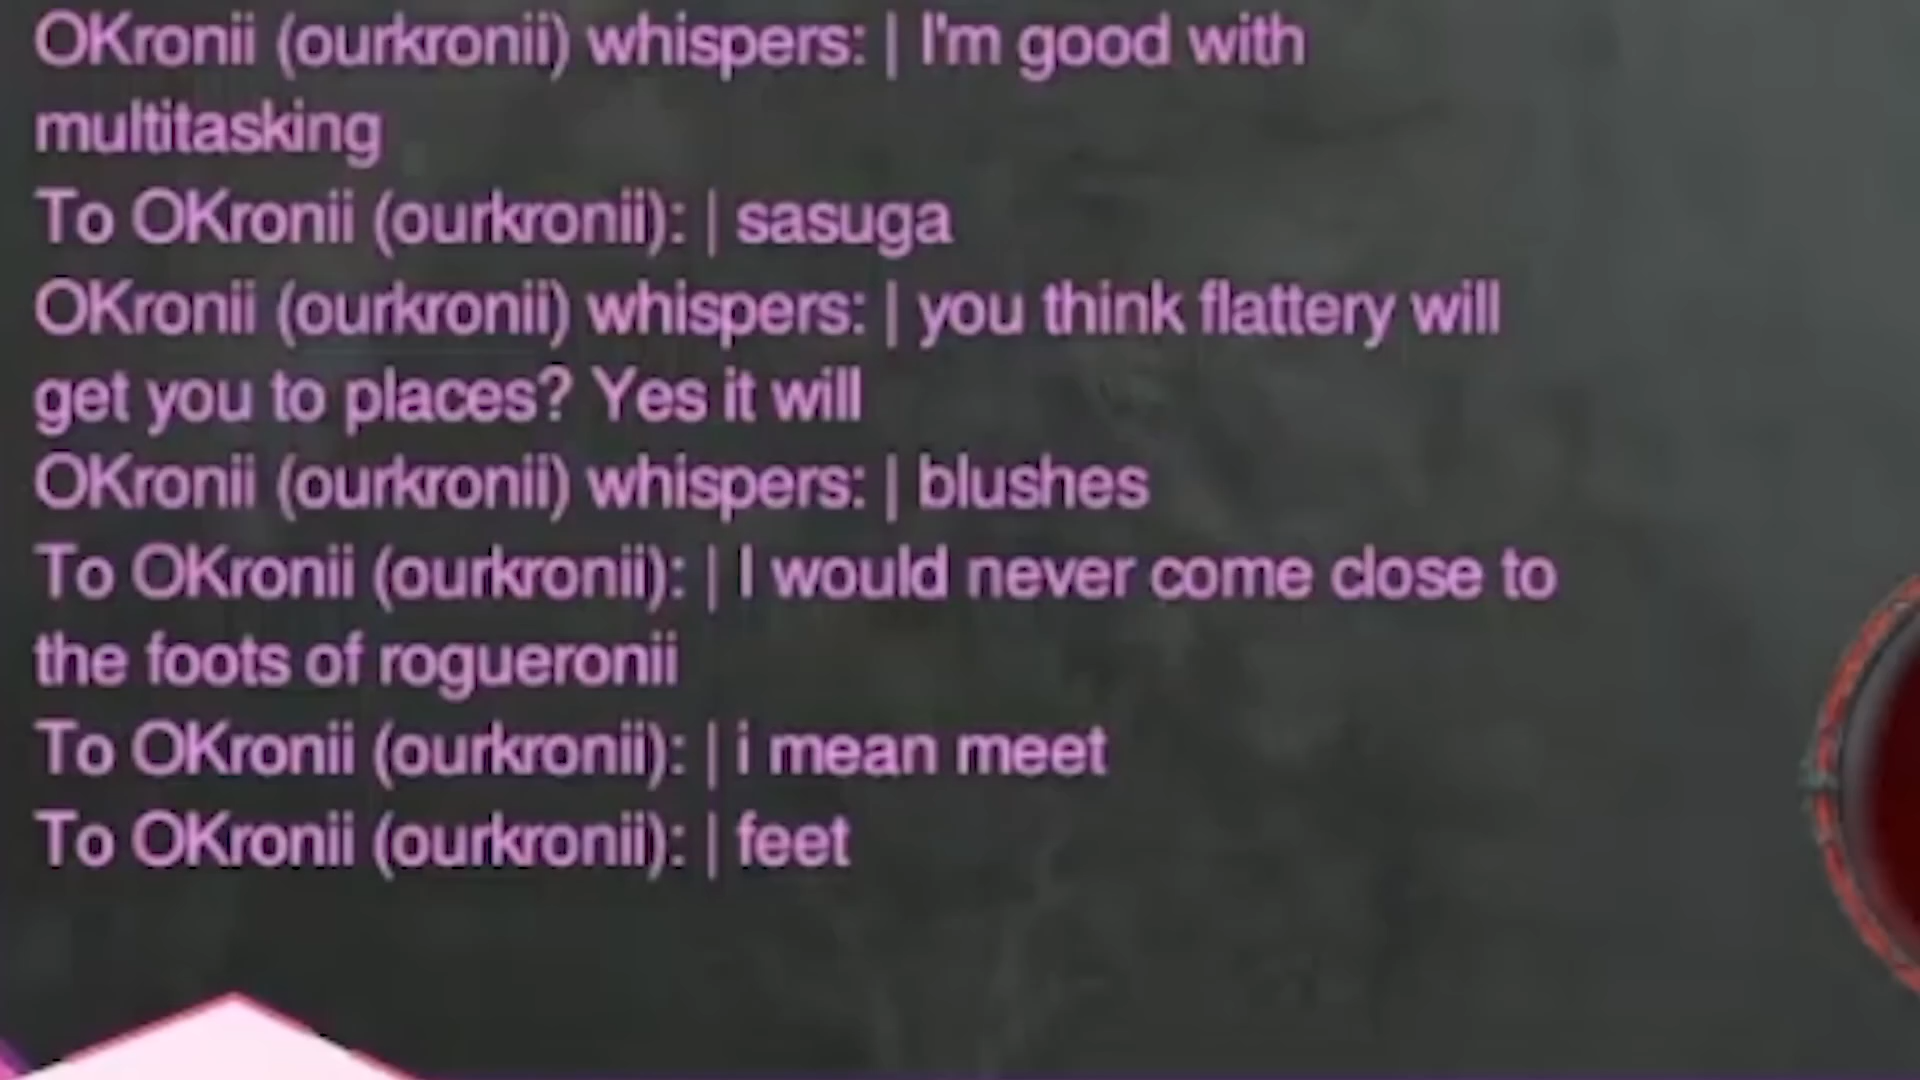 OKronii (ourkronii) whispers: | I'm good with
multitasking
To OKronii (ourkronii): | sasuga
OKronii (ourkronii) whispers: | you think flattery will
get you to places? Yes it will
OKronii (ourkronii) whispers: | blushes
To OKronii (ourkronii): | I would never come close to
the foots of rogueronii
To OKronii (ourkronii): | i mean meet
To OKronii (ourkronii): | feet